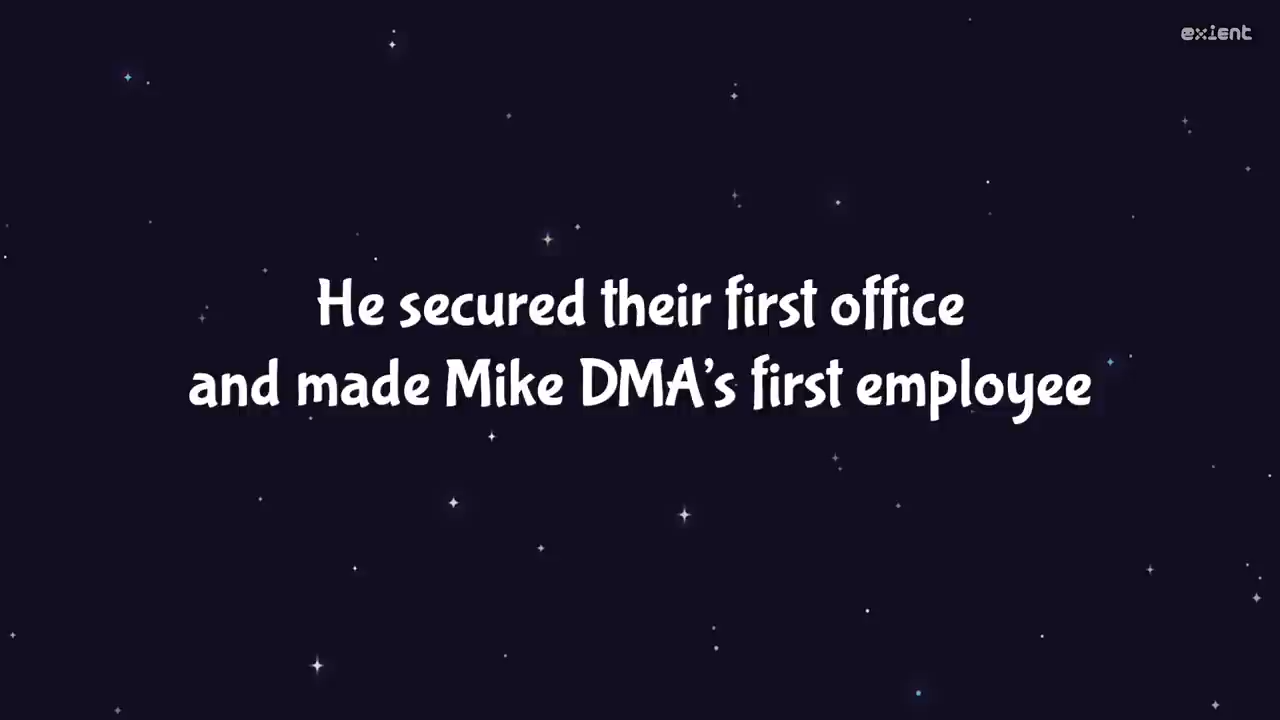 exient
He secured their first office
and made Mike DMA’s first employee